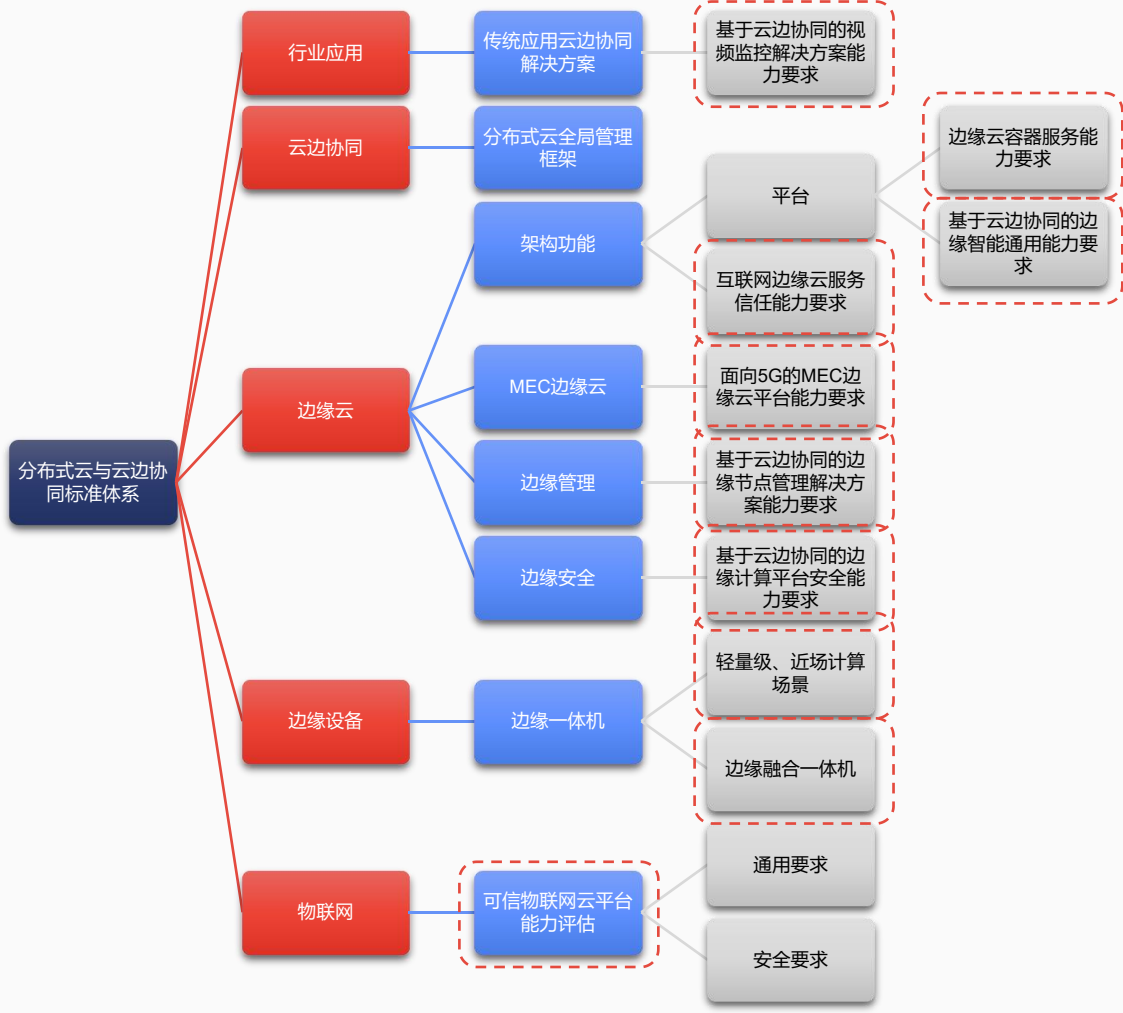 行业应用
传统应用云边协同
解决方案
基于云边协同的视
频监控解决方案能
力要求
云边协同
分布式云全局管理
框架
边缘云容器服务能
力要求
平台
架构功能
基于云边协同的边
缘智能通用能力要
求
互联网边缘云服务
信任能力要求
边缘云
MEC边缘云
面向5G的MEC边
缘云平台能力要求
分布式云与云边协
同标准体系
边缘管理
基于云边协同的边
缘节点管理解决方
案能力要求
边缘安全
基于云边协同的边
缘计算平台安全能
力要求
轻量级、近场计算
场景
边缘设备
边缘一体机
边缘融合一体机
通用要求
物联网
可信物联网云平台
能力评估
安全要求